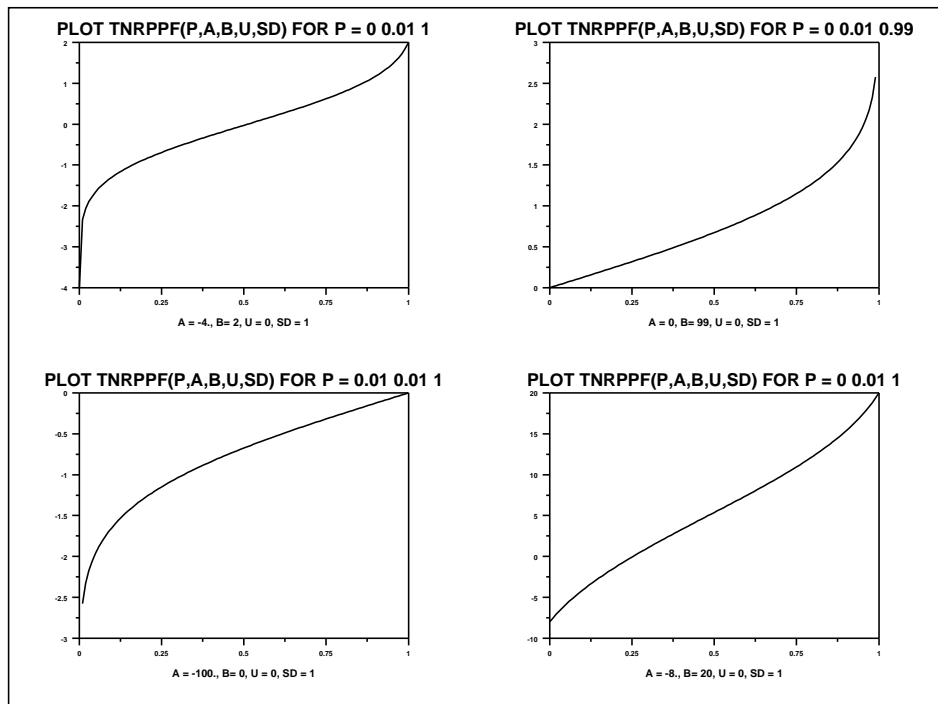 PLOT TNRPPF(P,A,B,U,SD) FOR P = 0 0.01 1
2
1
0
-1
-2
-3
-4
0 0.25 0.5 0.75 1
A = -4., B= 2, U = 0, SD = 1
PLOT TNRPPF(P,A,B,U,SD) FOR P = 0 0.01 0.99
3
2.5
2
1.5
1
0.5
0
0 0.25 0.5 0.75 1
A = 0, B= 99, U = 0, SD = 1
PLOT TNRPPF(P,A,B,U,SD) FOR P = 0.01 0.01 1
0
-0.5
-1
-1.5
-2
-2.5
-3
0 0.25 0.5 0.75 1
A = -100., B= 0, U = 0, SD = 1
PLOT TNRPPF(P,A,B,U,SD) FOR P = 0 0.01 1
20
15
10
5
0
-5
-10
0 0.25 0.5 0.75 1
A = -8., B= 20, U = 0, SD = 1